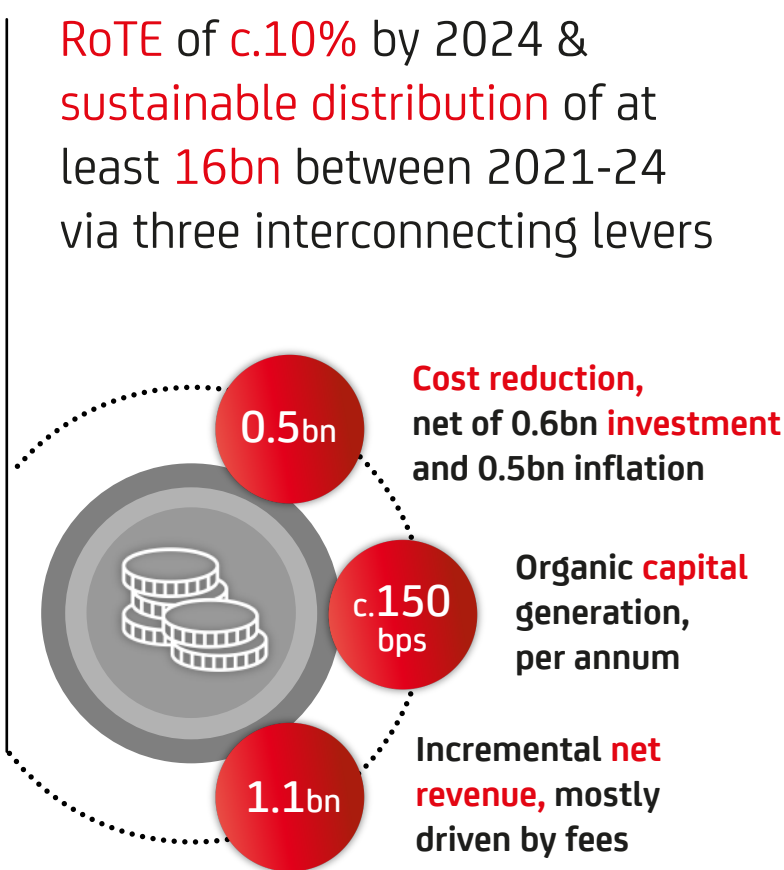 RoTE of c.10% by 2024 &
sustainable distribution of at
least 16bn between 2021-24
via three interconnecting levers
0.5bn
Cost reduction,
net of 0.6bn investment
and 0.5bn inflation
c.150
bps
Organic capital
generation,
per annum
1.1bn
Incremental net
revenue, mostly
driven by fees